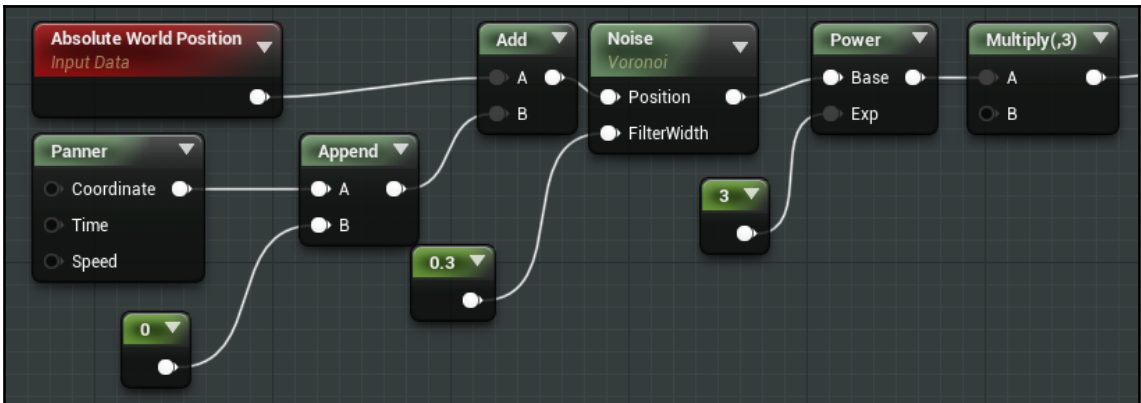 Absolute World Position
Input Data
Add
A
B
Noise
Voronoi
Position
FilterWidth
Power
Base
Exp
Multiply(,3)
A
B
Panner
Coordinate
Time
Speed
Append
A
B
3
0.3
0